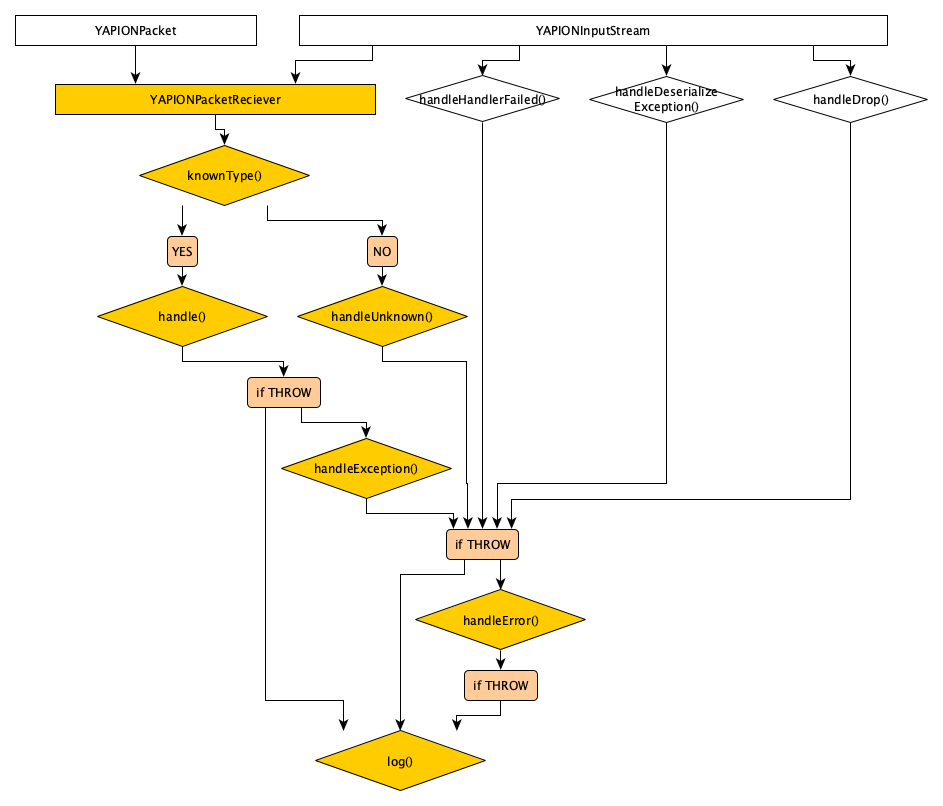 YAPIONPacket
YAPIONInputStream
YAPIONPacketReciever
handleHandlerFailed()
handleDeserialize
Exception()
handleDrop()
knownType()
YES
NO
handle()
handleUnknown()
if THROW
handleException()
if THROW
handleError()
if THROW
log()